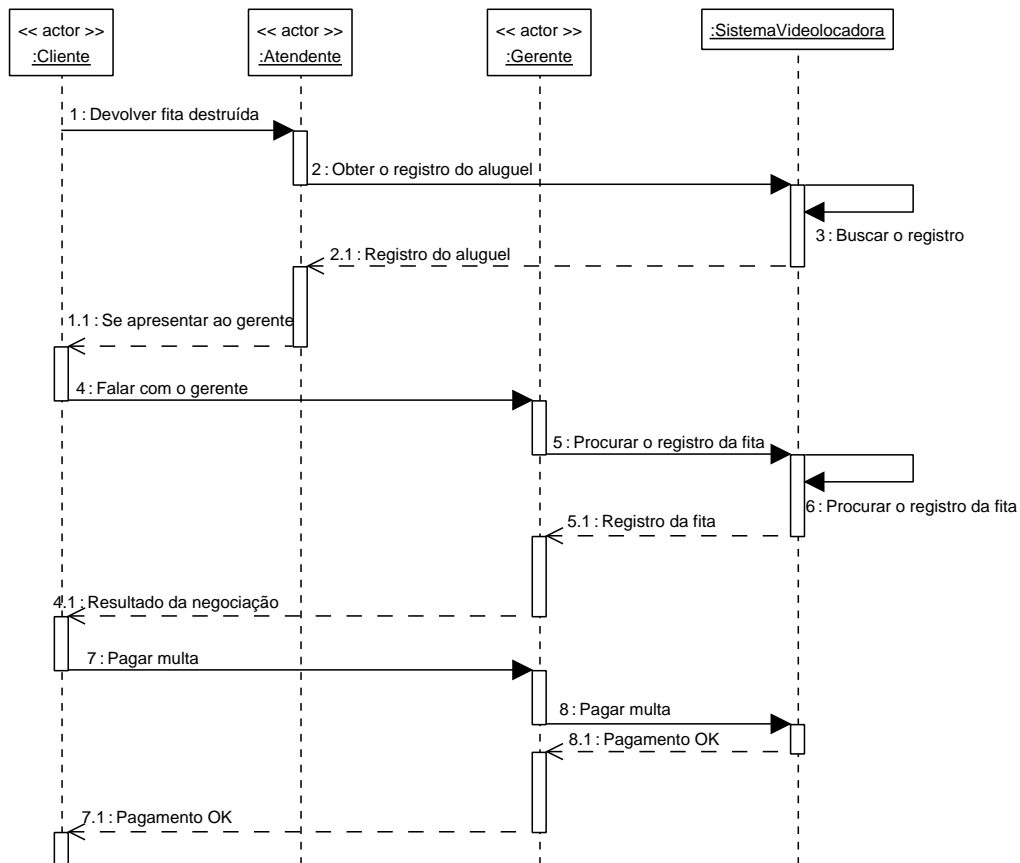 << actor >>
:Cliente
<< actor >>
:Atendente
<< actor >>
:Gerente
:SistemaVideolocadora
1 : Devolver fita destruída
2 : Obter o registro do aluguel
3 : Buscar o registro
2.1 : Registro do aluguel
1.1 : Se apresentar ao gerente
4 : Falar com o gerente
5 : Procurar o registro da fita
6 : Procurar o registro da fita
5.1 : Registro da fita
4.1 : Resultado da negociação
7 : Pagar multa
8 : Pagar multa
8.1 : Pagamento OK
7.1 : Pagamento OK